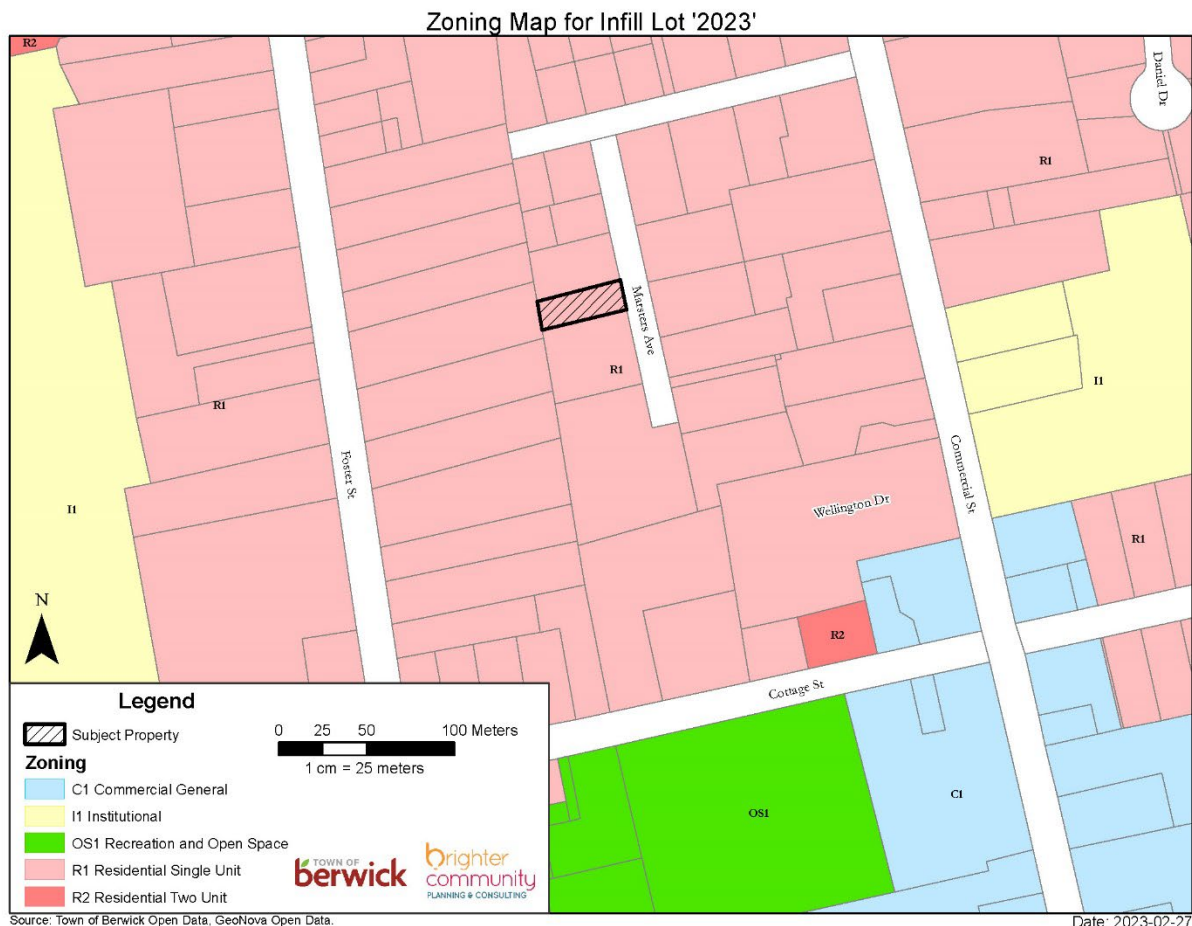 Zoning Map for Infill Lot '2023'
R2
Daniel Dr
R1
Marsters Ave
R1
I1
R1
Foster St
Commercial St
Wellington Dr
I1
R1
N
R2
Cottage St
OS1
C1
Legend
Subject Property
0 25 50 100 Meters
1 cm = 25 meters
Zoning
C1 Commercial General
I1 Institutional
OS1 Recreation and Open Space
R1 Residential Single Unit
R2 Residential Two Unit
TOWN OF
berwick
brighter
community
PLANNING & CONSULTING
Source: Town of Berwick Open Data, GeoNova Open Data.
Date: 2023-02-27